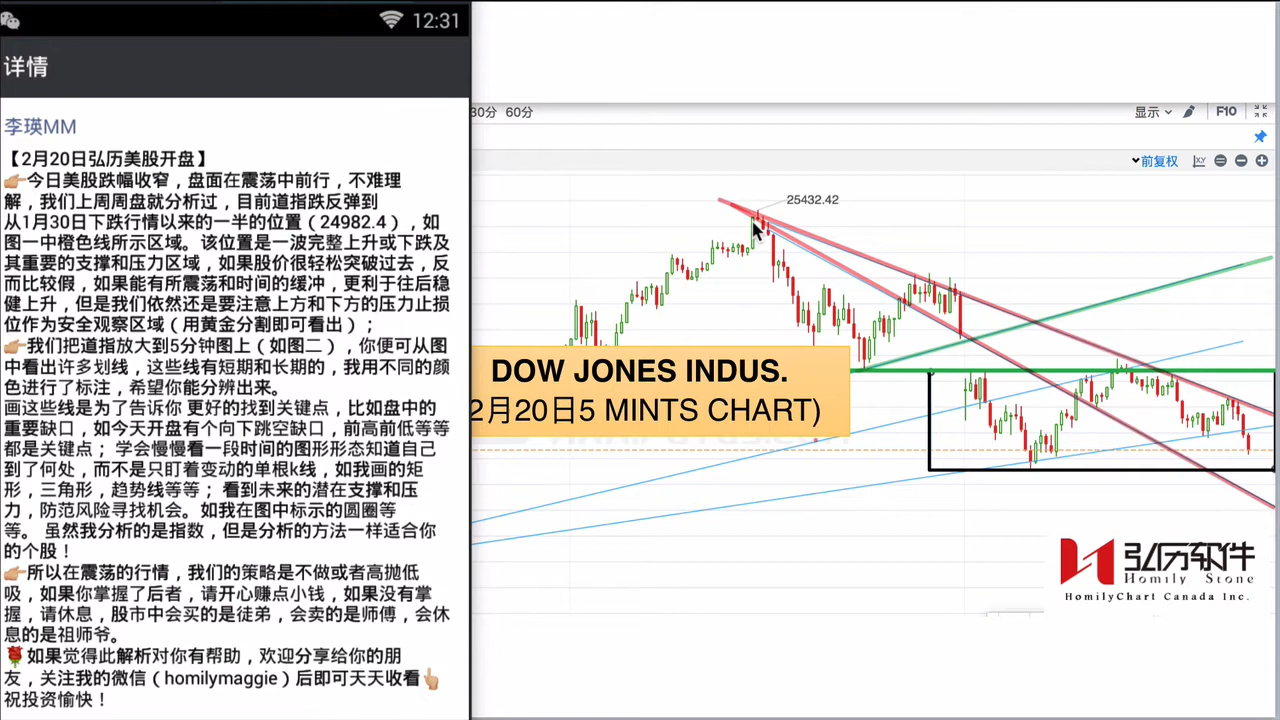 12:31
详情
李瑛MM
【2月20日弘历美股开盘】
👉今日美股跌幅收窄，盘面在震荡中前行，不难理
解，我们上周周盘就分析过，目前道指跌反弹到
从1月30日下跌行情以来的一半的位置（24982.4），如
图一中橙色线所示区域。该位置是一波完整上升或下跌及
其重要的支撑和压力区域，如果股价很轻松突破过去，反
而比较假，如果能有所震荡和时间的缓冲，更利于往后稳
健上升，但是我们依然还是要注意上方和下方的压力止损
位作为安全观察区域（用黄金分割即可看出）；
👉我们把道指放大到5分钟图上（如图二），你便可从图
中看出许多划线，这些线有短期和长期的，我用不同的颜
色进行了标注，希望你能分辨出来。
画这些线是为了告诉你 更好的找到关键点，比如盘中的
重要缺口，如今天开盘有个向下跳空缺口，前高前低等等
都是关键点； 学会慢慢看一段时间的图形形态知道自己
到了何处，而不是只盯着变动的单根k线，如我画的矩
形，三角形，趋势线等等； 看到未来的潜在支撑和压
力，防范风险寻找机会。如我在图中标示的圆圈等
等。 虽然我分析的是指数，但是分析的方法一样适合你
的个股！
👉所以在震荡的行情，我们的策略是不做或者高抛低
吸，如果你掌握了后者，请开心赚点小钱，如果没有掌
握，请休息，股市中会买的是徒弟，会卖的是师傅，会休
息的是祖师爷。
🌹如果觉得此解析对你有帮助，欢迎分享给你的朋
友，关注我的微信（homilymaggie）后即可天天收看👆
祝投资愉快！
30分 60分
显示 F10
前复权
25432.42
DOW JONES INDUS.
2月20日5 MINTS CHART)
弘历软件
Homily Stone
HomilyChart Canada Inc.